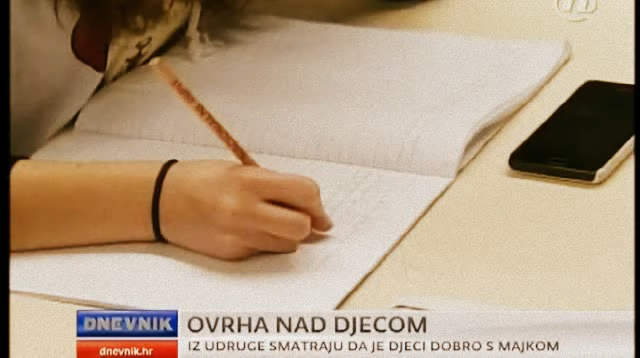 DNEVNIK
dnevnik.hr
OVRHA NAD DJECOM
IZ UDRUGE SMATRAJU DA JE DJECI DOBRO S MAJKOM